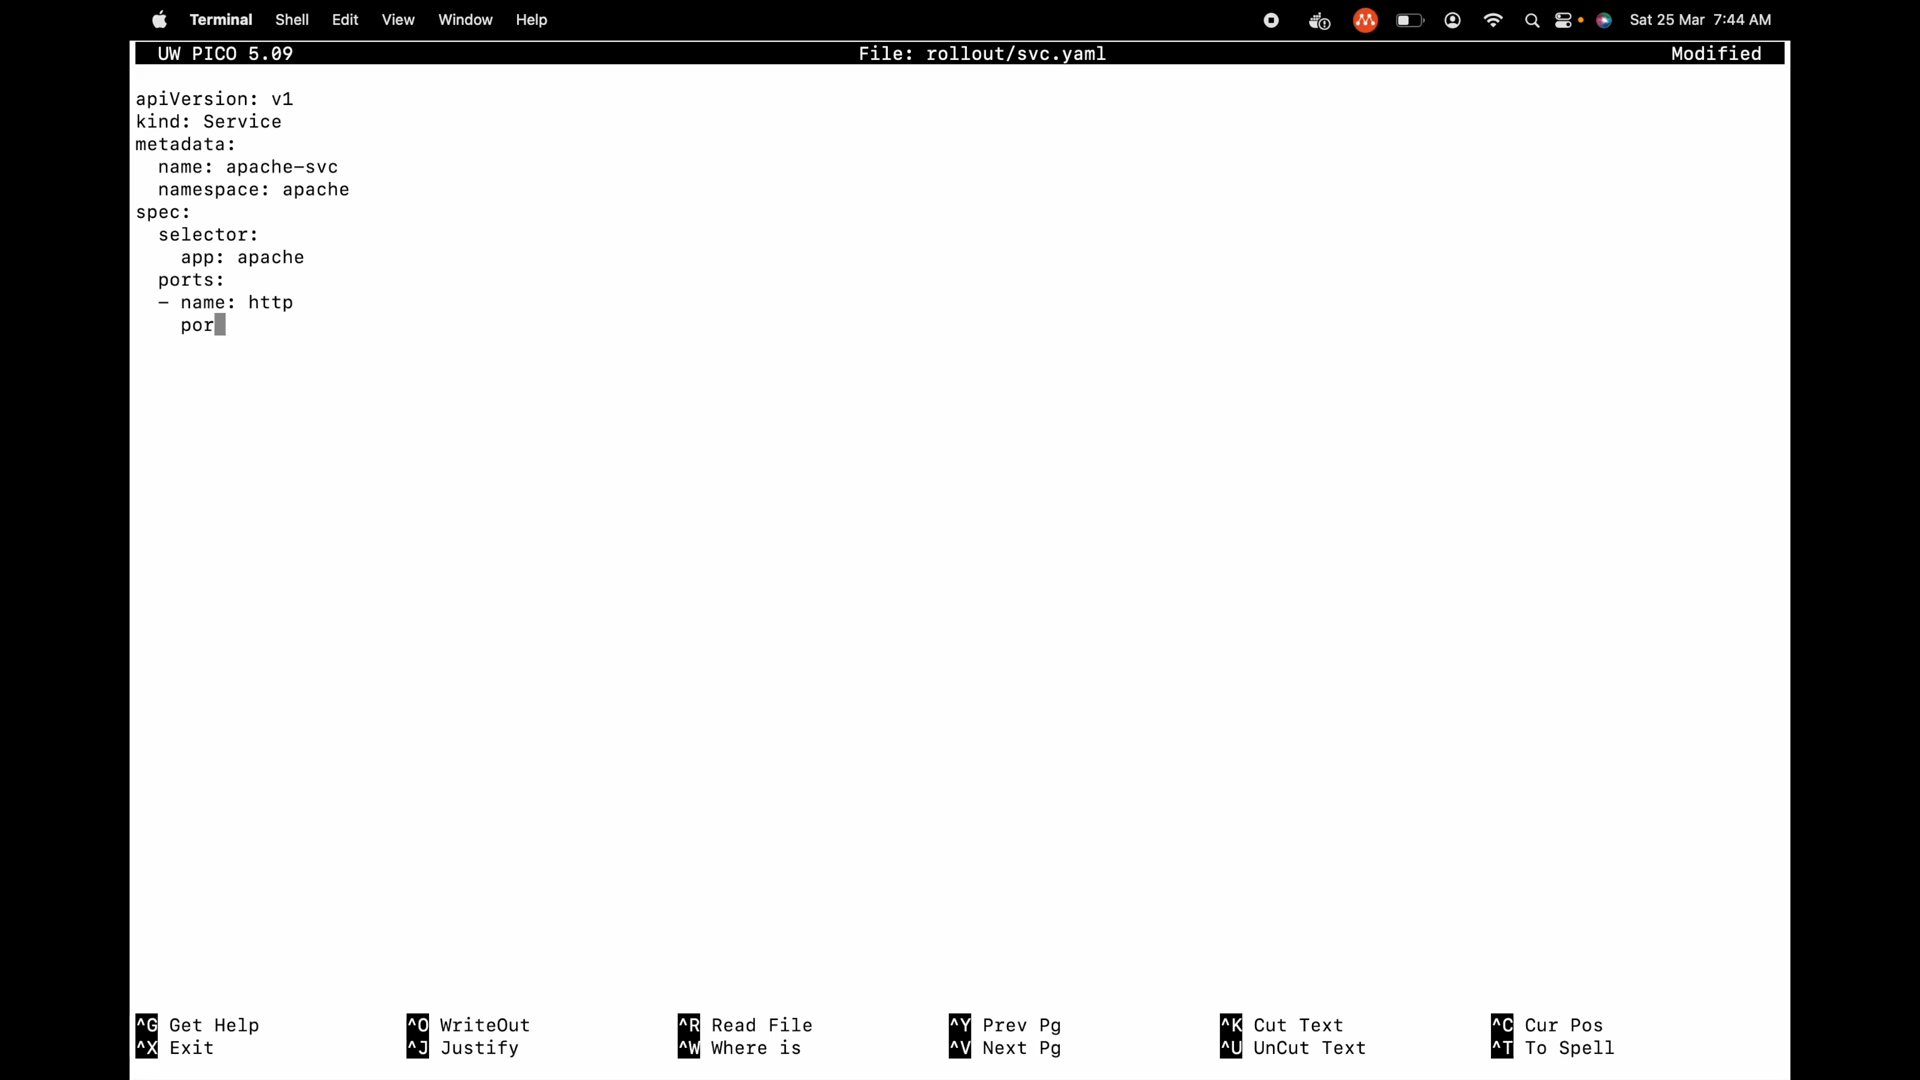 Terminal Shell Edit View Window Help Sat 25 Mar 7:44 AM
UW PICO 5.09 File: rollout/svc.yaml Modified
apiVersion: v1
kind: Service
metadata:
  name: apache-svc
  namespace: apache
spec:
  selector:
    app: apache
  ports:
  - name: http
    por
^G Get Help ^O WriteOut ^R Read File ^Y Prev Pg ^K Cut Text ^C Cur Pos
^X Exit ^J Justify ^W Where is ^V Next Pg ^U UnCut Text ^T To Spell